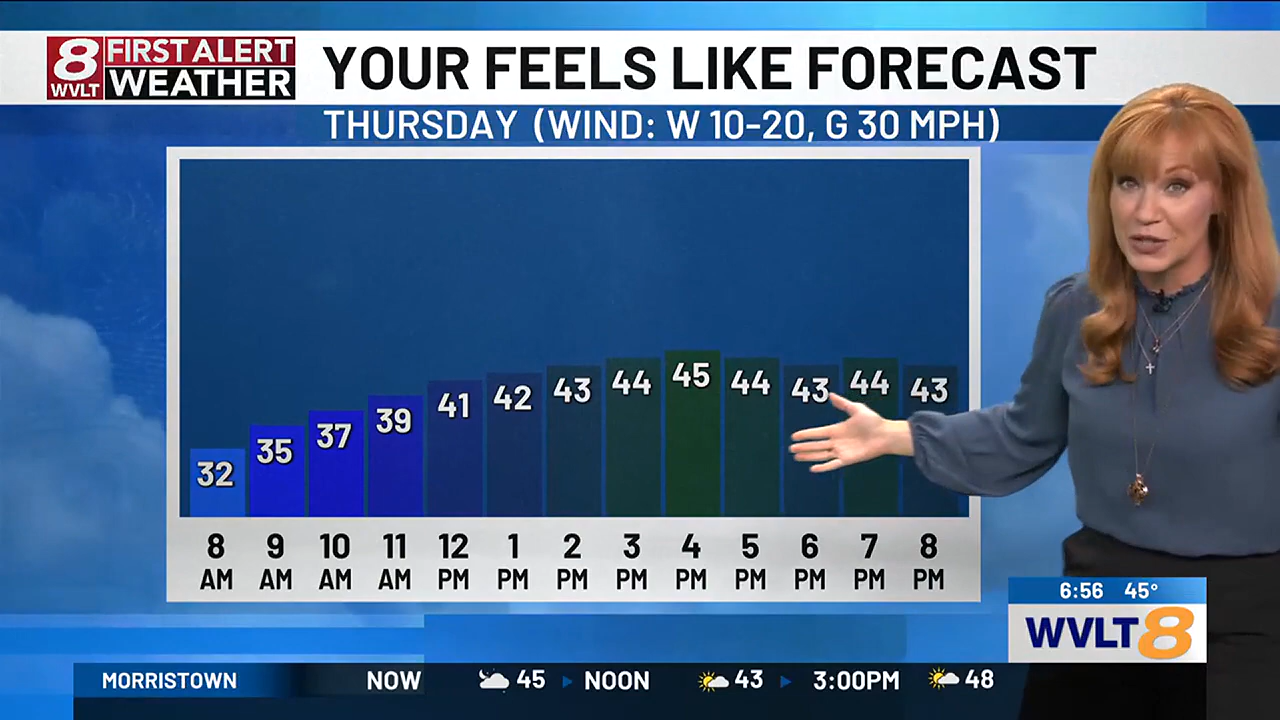 8 WVLT FIRST ALERT WEATHER
YOUR FEELS LIKE FORECAST
THURSDAY (WIND: W 10-20, G 30 MPH)
32 35 37 39 41 42 43 44 45 44 43 44 43
8 9 10 11 12 1 2 3 4 5 6 7 8
AM AM AM AM PM PM PM PM PM PM PM PM PM
6:56 45°
WVLT8
MORRISTOWN NOW 45 NOON 43 3:00PM 48